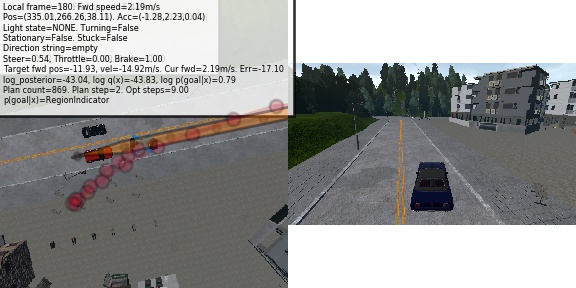 Local frame=180. Fwd speed=2.19m/s
Pos=(335.01,266.26,38.11). Acc=(-1.28,2.23,0.04)
Light state=NONE. Turning=False
Stationary=False. Stuck=False
Direction string=empty
Steer=0.54, Throttle=0.00, Brake=1.00
Target fwd pos=-11.93, vel=-14.92m/s. Cur fwd=2.19m/s. Err=-17.10
log_posterior=-43.04, log q(x)=-43.83, log p(goal|x)=0.79
Plan count=869. Plan step=2. Opt steps=9.00
p(goal|x)=RegionIndicator